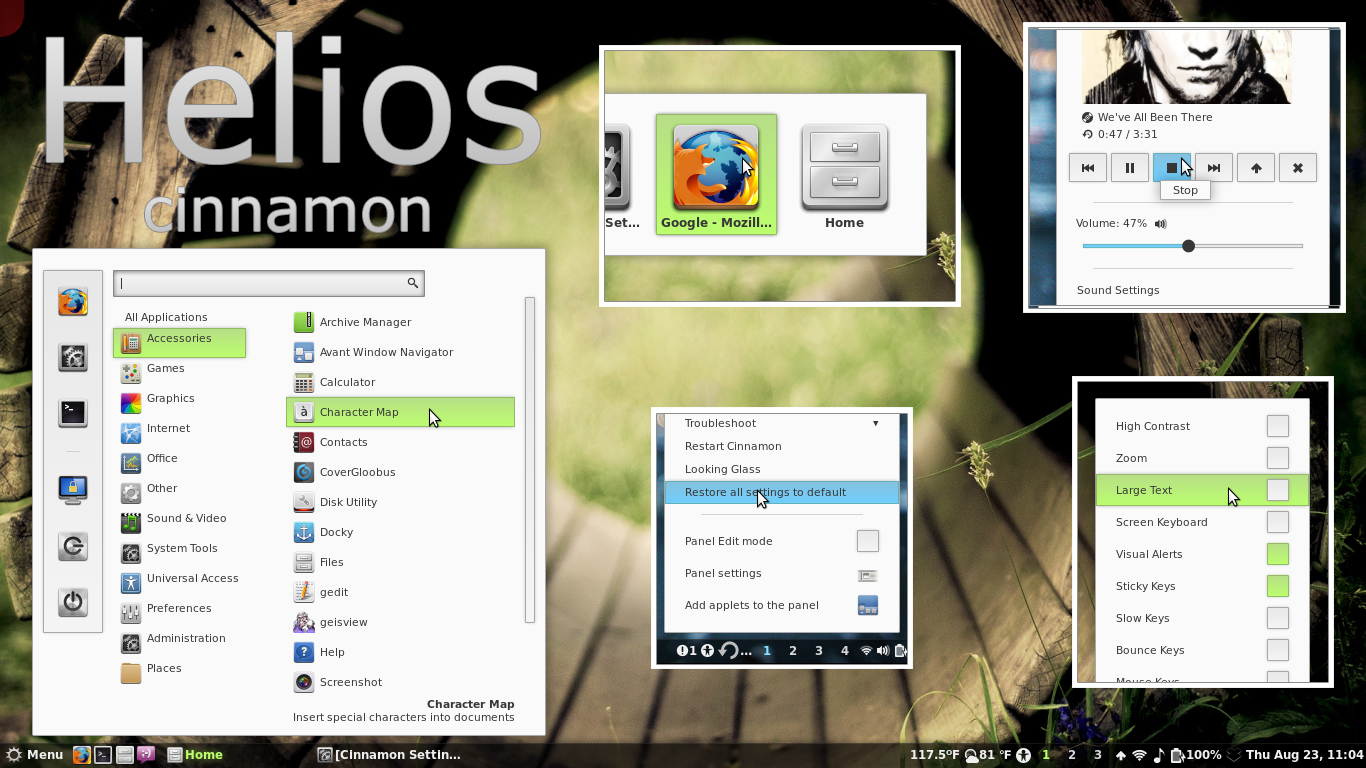 Helios
cinnamon
All Applications
Accessories
Games
Graphics
Internet
Office
Other
Sound & Video
System Tools
Universal Access
Preferences
Administration
Places
Archive Manager
Avant Window Navigator
Calculator
Character Map
Contacts
CoverGloobus
Disk Utility
Docky
Files
gedit
geisview
Help
Screenshot
Character Map
Insert special characters into documents
Set...
Google - Mozill...
Home
We've All Been There
0:47 / 3:31
Stop
Volume: 47%
Sound Settings
Troubleshoot
Restart Cinnamon
Looking Glass
Restore all settings to default
Panel Edit mode
Panel settings
Add applets to the panel
1 ... 1 2 3 4
High Contrast
Zoom
Large Text
Screen Keyboard
Visual Alerts
Sticky Keys
Slow Keys
Bounce Keys
Mouse Keys
Menu Home [Cinnamon Settin... 117.5ºF 81 °F 1 2 3 100% Thu Aug 23, 11:04